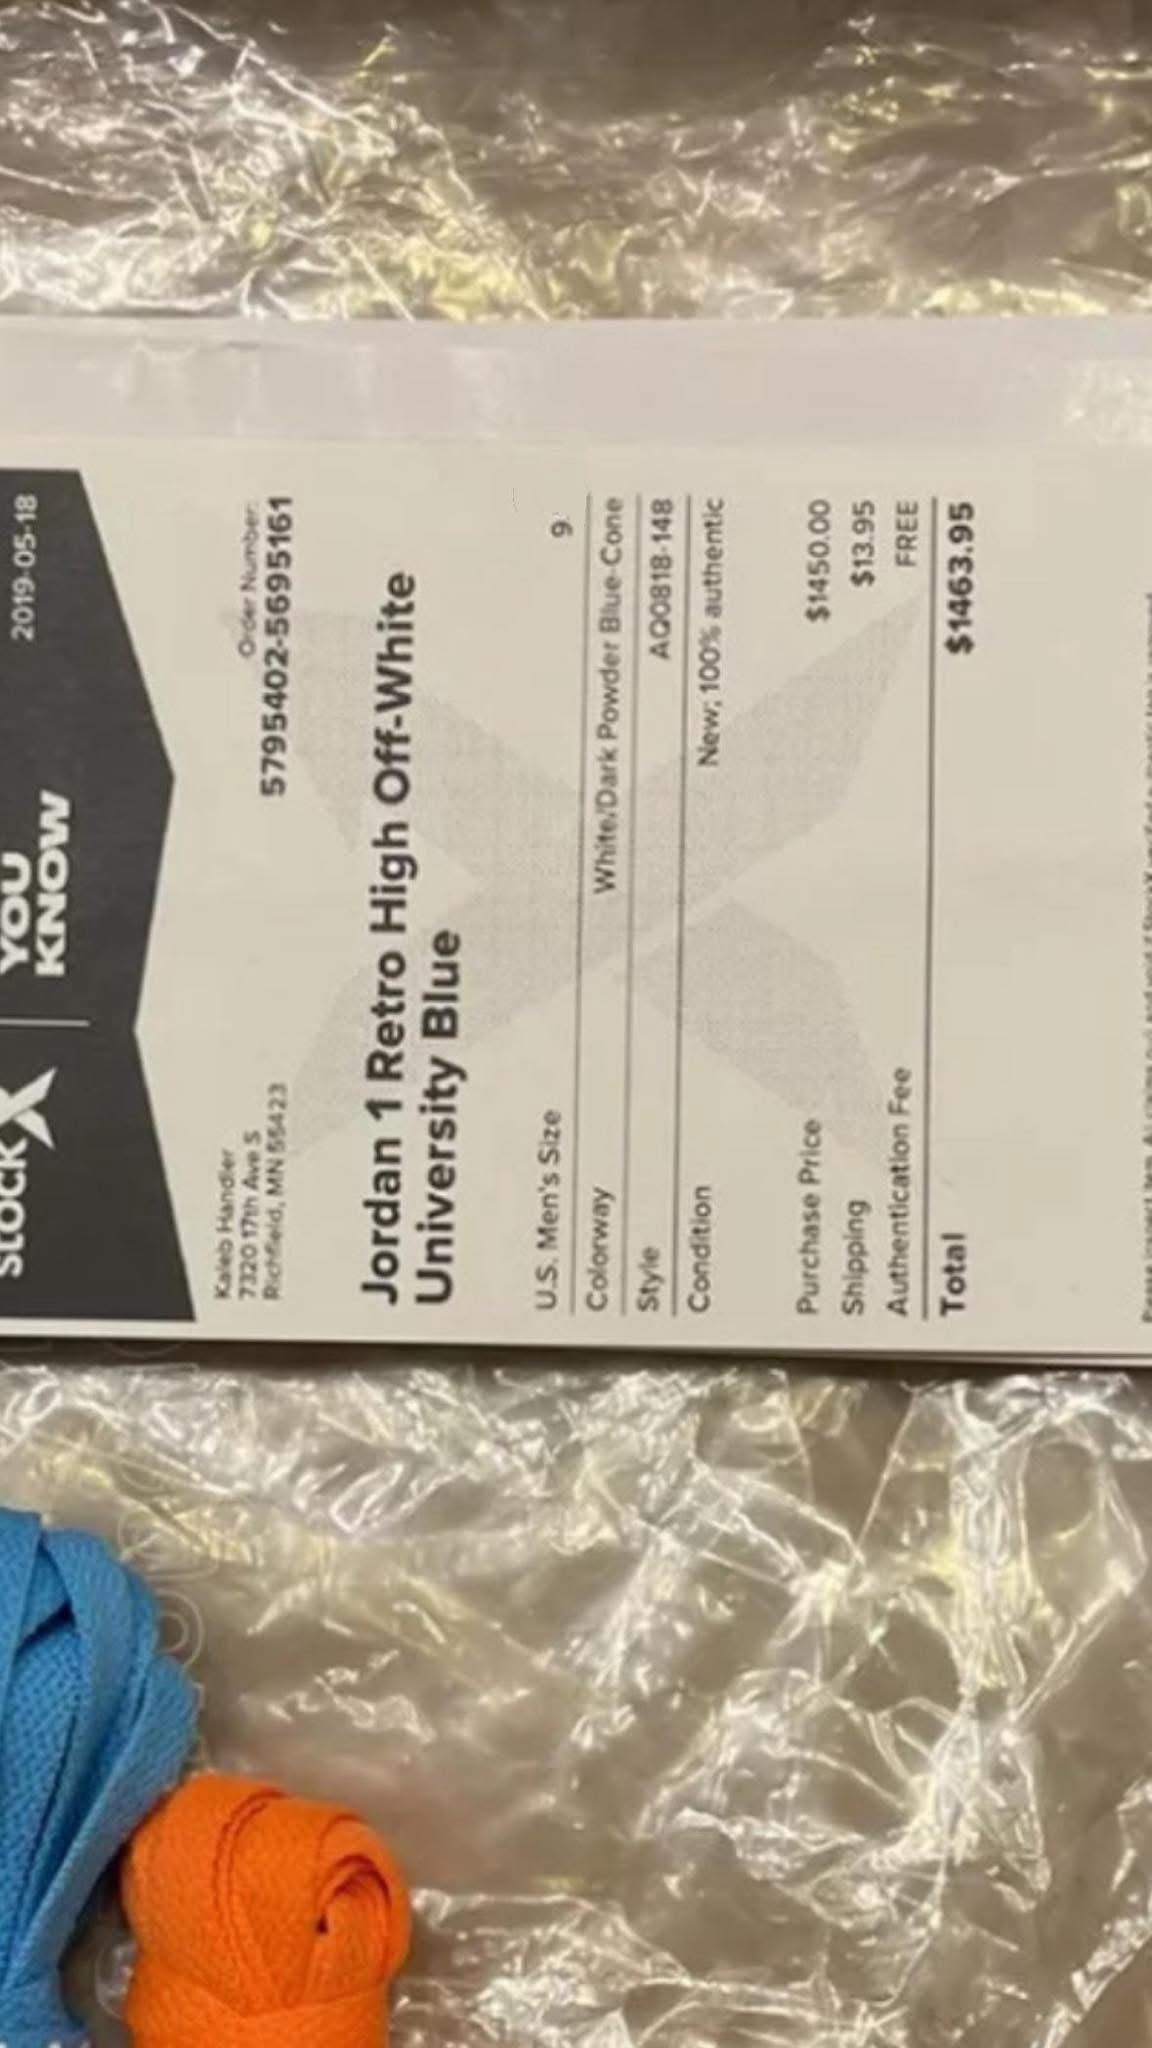 STOCKX
YOU
KNOW
2019-05-18
Kaleb Handler
7320 17th Ave S
Richfield, MN 55423
Order Number:
5795402-5695161
Jordan 1 Retro High Off-White
University Blue
U.S. Men's Size 9
Colorway White/Dark Powder Blue-Cone
Style AQ0818-148
Condition New; 100% authentic
Purchase Price $1450.00
Shipping $13.95
Authentication Fee FREE
Total $1463.95